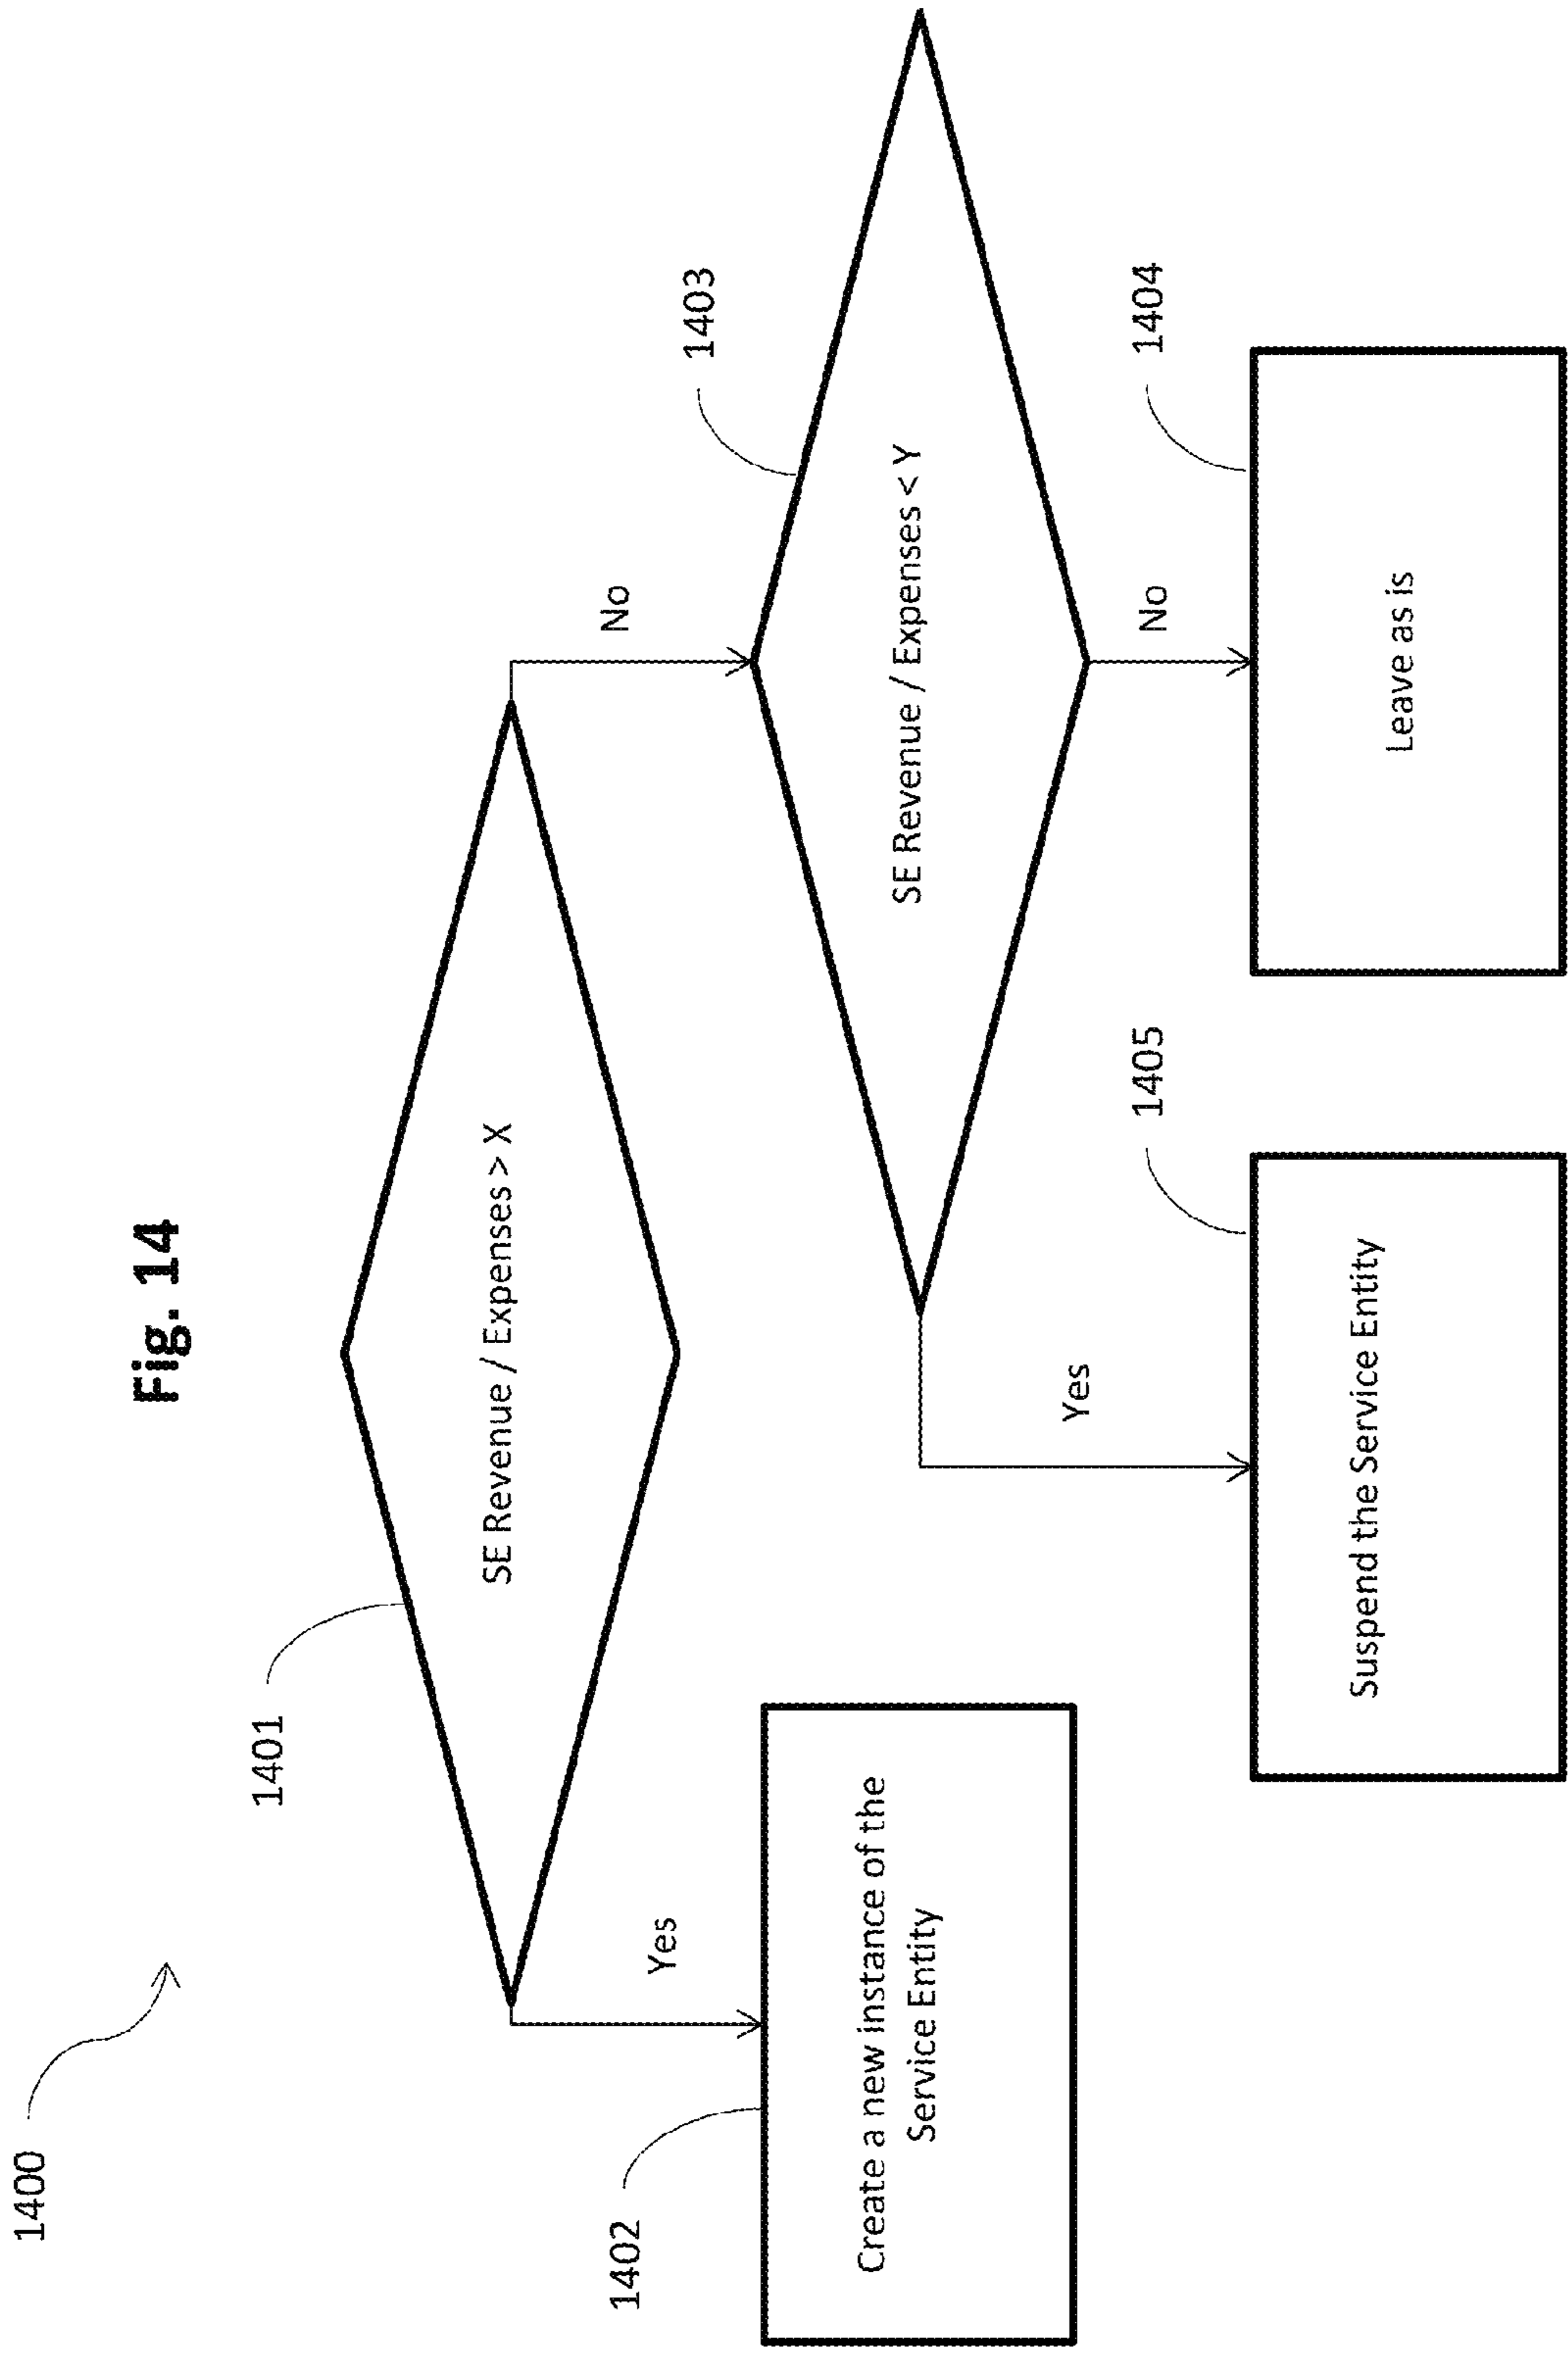 Fig. 14
1400
1401
SE Revenue / Expenses > X
Yes
No
1402
Create a new instance of the
Service Entity
1403
SE Revenue / Expenses < Y
Yes
No
1405
Suspend the Service Entity
1404
Leave as is